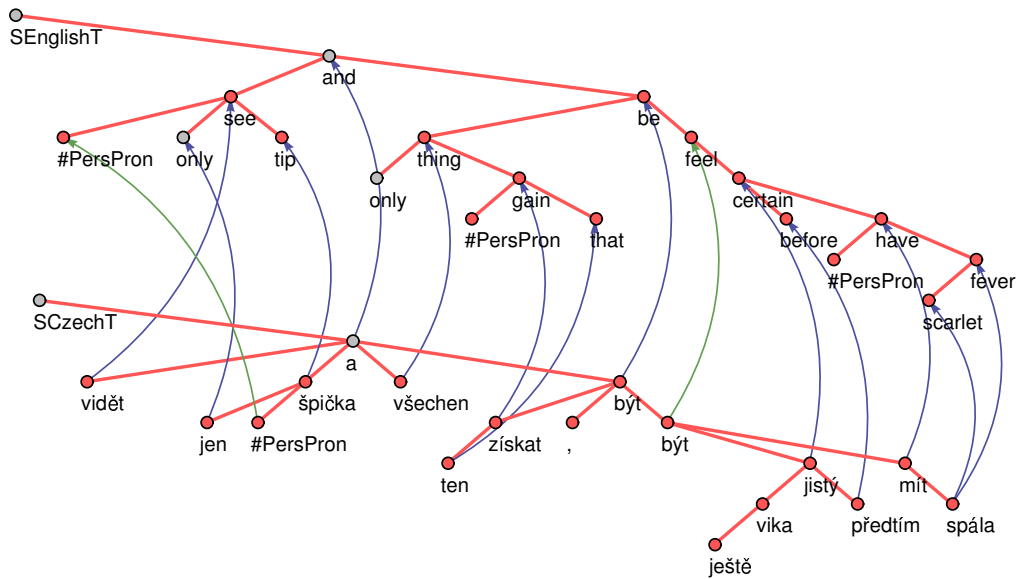 SEnglishT
and
see be
#PersPron only tip thing feel
only gain certain
#PersPron that before have
#PersPron fever
SCzechT scarlet
a
vidět špička všechen být
jen #PersPron získat , být
ten jistý mít
vika předtím spála
ještě